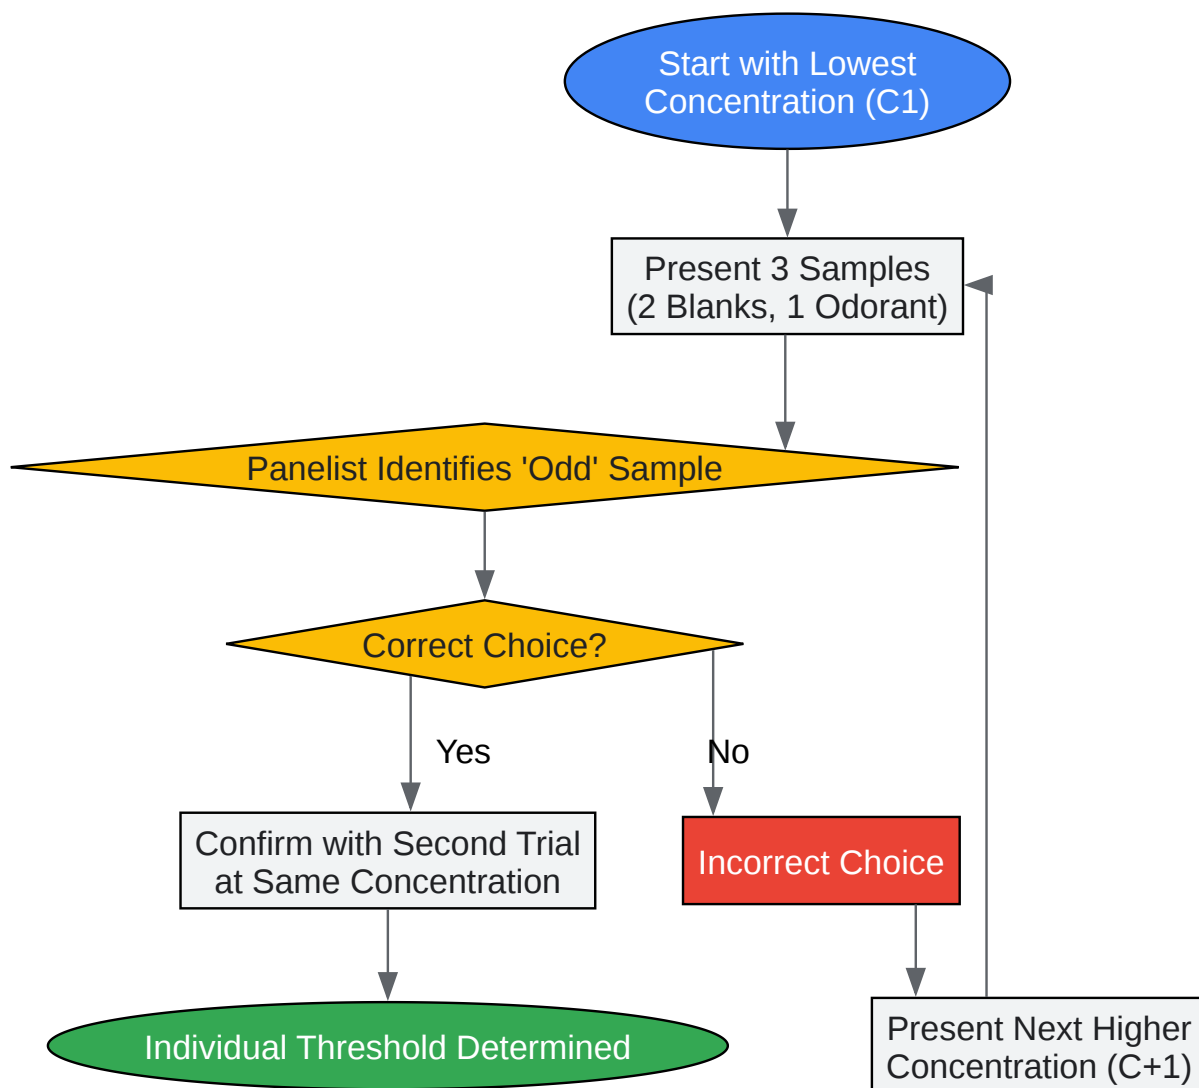 Start with Lowest
Concentration (C1)
Present 3 Samples
(2 Blanks, 1 Odorant)
Panelist Identifies 'Odd' Sample
Correct Choice?
Yes
No
Confirm with Second Trial
at Same Concentration
Incorrect Choice
Individual Threshold Determined
Present Next Higher
Concentration (C+1)